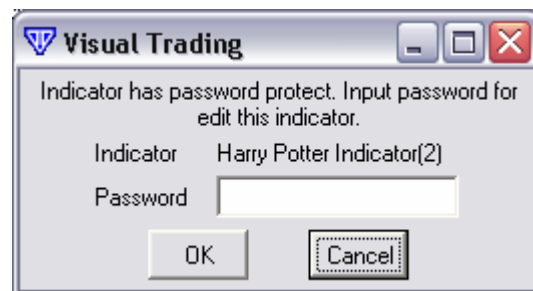 Visual Trading
Indicator has password protect. Input password for
edit this indicator.
Indicator Harry Potter Indicator(2)
Password
OK Cancel